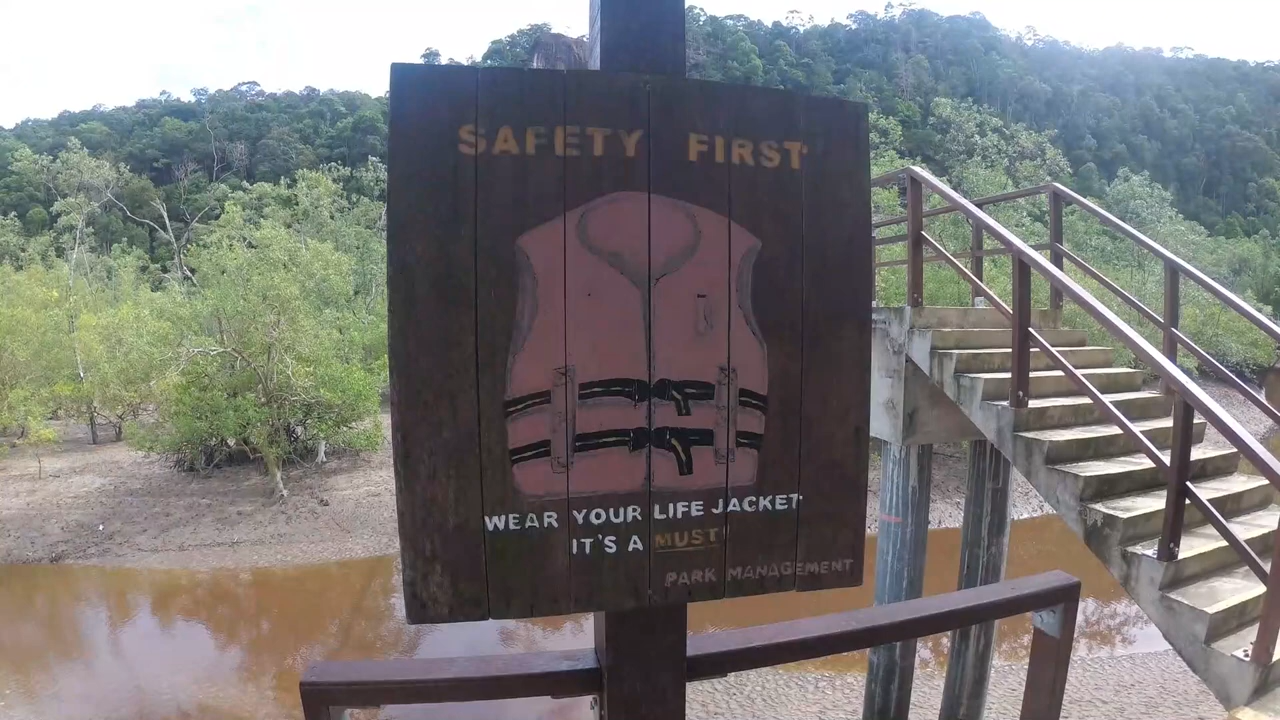 SAFETY FIRST
WEAR YOUR LIFE JACKET
IT'S A MUST!
PARK MANAGEMENT